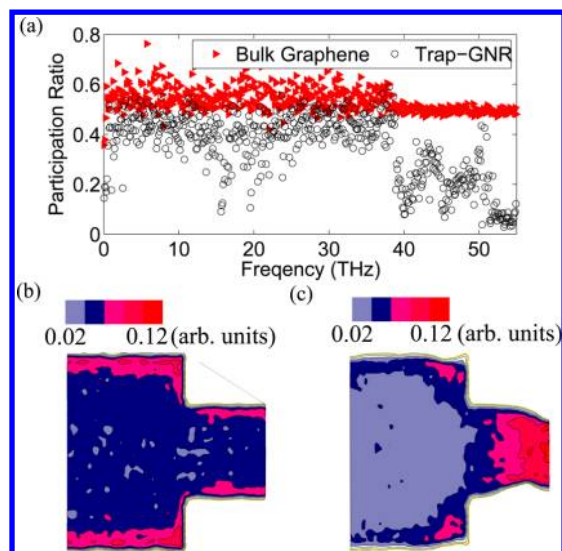 (a)
Bulk Graphene Trap-GNR
0.8
0.6
0.4
0.2
0
Participation Ratio
0 10 20 30 40 50
Freqency (THz)
(b) (c)
0.02 0.12 (arb. units) 0.02 0.12 (arb. units)